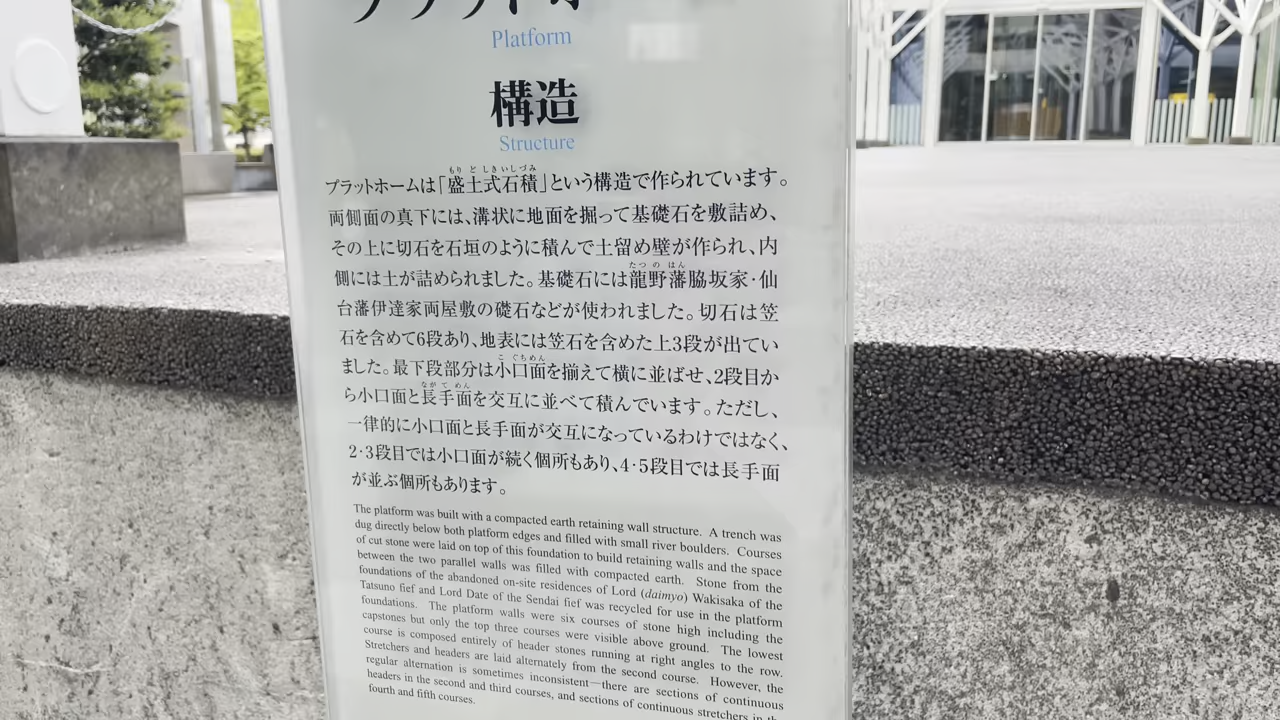 Platform
構造
Structure
プラットホームは「盛土式石積」という構造で作られています。
両側面の真下には、溝状に地面を掘って基礎石を敷詰め、
その上に切石を石垣のように積んで土留め壁が作られ、内
側には土が詰められました。基礎石には龍野藩脇坂家・仙
台藩伊達家両屋敷の礎石などが使われました。切石は笠
石を含めて6段あり、地表には笠石を含めた上3段が出てい
ました。最下段部分は小口面を揃えて横に並ばせ、2段目か
ら小口面と長手面を交互に並べて積んでいます。ただし、
一律的に小口面と長手面が交互になっているわけではなく、
2・3段目では小口面が続く個所もあり、4・5段目では長手面
が並ぶ個所もあります。
The platform was built with a compacted earth retaining wall structure. A trench was
dug directly below both platform edges and filled with small river boulders. Courses
of cut stone were laid on top of this foundation to build retaining walls and the space
between the two parallel walls was filled with compacted earth. Stone from the
foundations of the abandoned on-site residences of Lord (daimyo) Wakisaka of the
Tatsuno fief and Lord Date of the Sendai fief was recycled for use in the platform
foundations. The platform walls were six courses of stone high including the
capstones but only the top three courses were visible above ground. The lowest
course is composed entirely of header stones running at right angles to the row.
Stretchers and headers are laid alternately from the second course. However, the
regular alternation is sometimes inconsistent—there are sections of continuous
headers in the second and third courses, and sections of continuous stretchers in the
fourth and fifth courses.